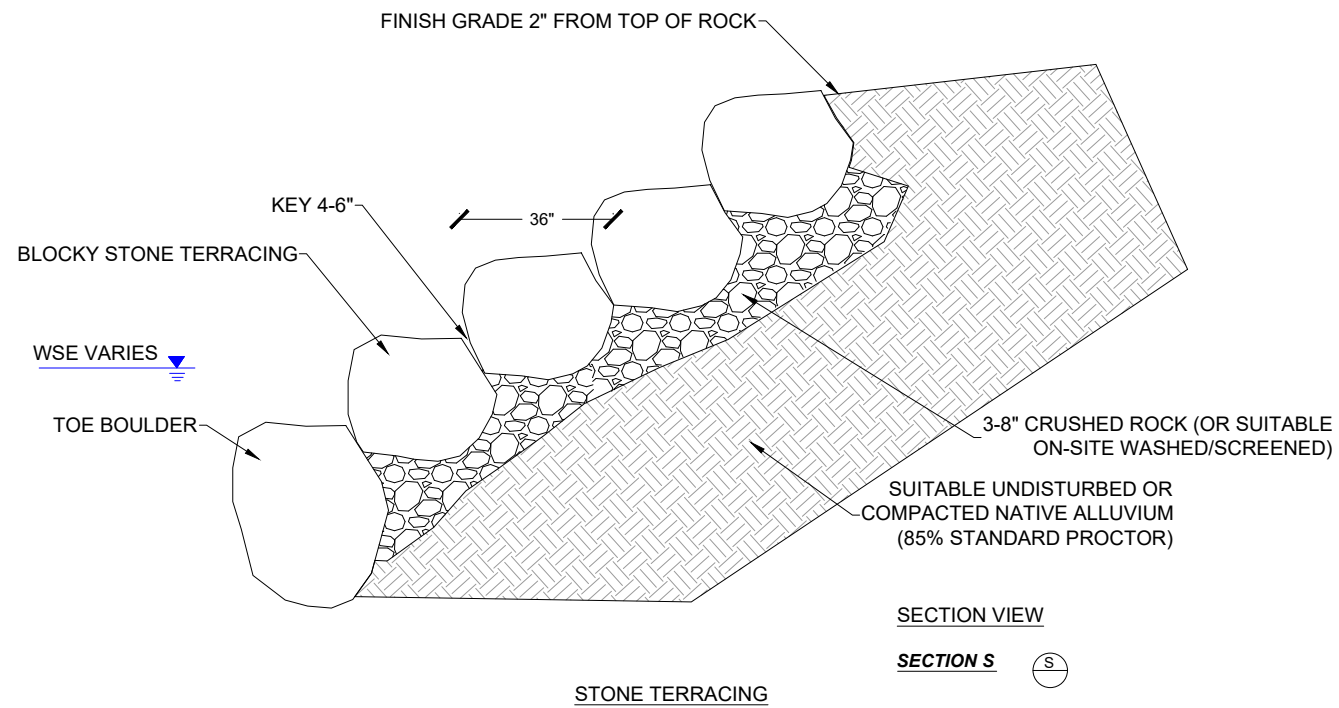 FINISH GRADE 2" FROM TOP OF ROCK
KEY 4-6"
36"
BLOCKY STONE TERRACING
WSE VARIES
TOE BOULDER
3-8" CRUSHED ROCK (OR SUITABLE
ON-SITE WASHED/SCREENED)
SUITABLE UNDISTURBED OR
COMPACTED NATIVE ALLUVIUM
(85% STANDARD PROCTOR)
SECTION VIEW
SECTION S
S
STONE TERRACING